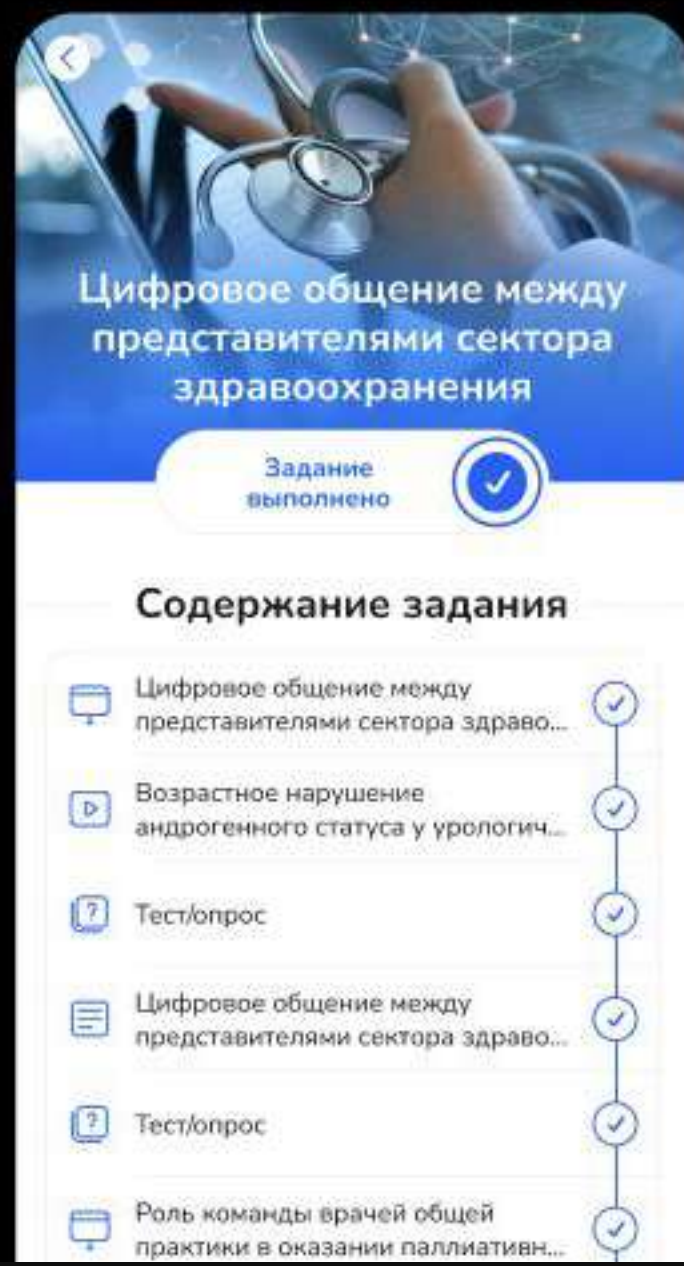 Цифровое общение между
представителями сектора
здравоохранения
Задание
выполнено
Содержание задания
Цифровое общение между
представителями сектора здраво...
Возрастное нарушение
андрогенного статуса у урологич...
Тест/опрос
Цифровое общение между
представителями сектора здраво...
Тест/опрос
Роль команды врачей общей
практики в оказании паллиативн...